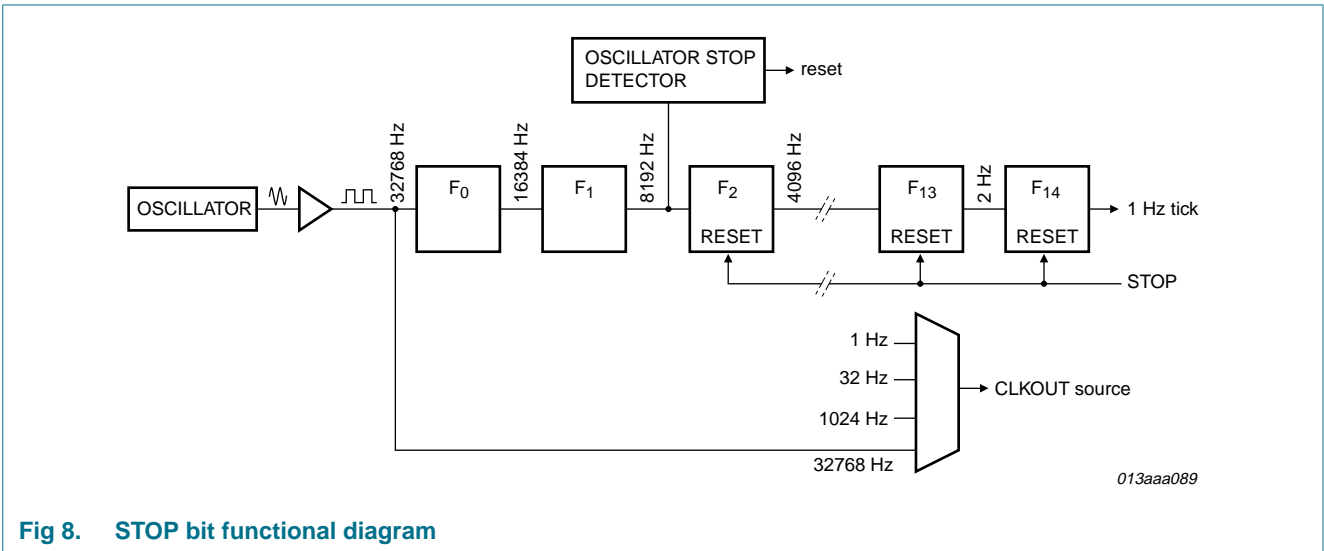 OSCILLATOR STOP
DETECTOR
reset
OSCILLATOR
32768 Hz
F0
16384 Hz
F1
8192 Hz
F2
RESET
4096 Hz
F13
RESET
2 Hz
F14
RESET
1 Hz tick
STOP
1 Hz
32 Hz
1024 Hz
32768 Hz
CLKOUT source
013aaa089
Fig 8. STOP bit functional diagram